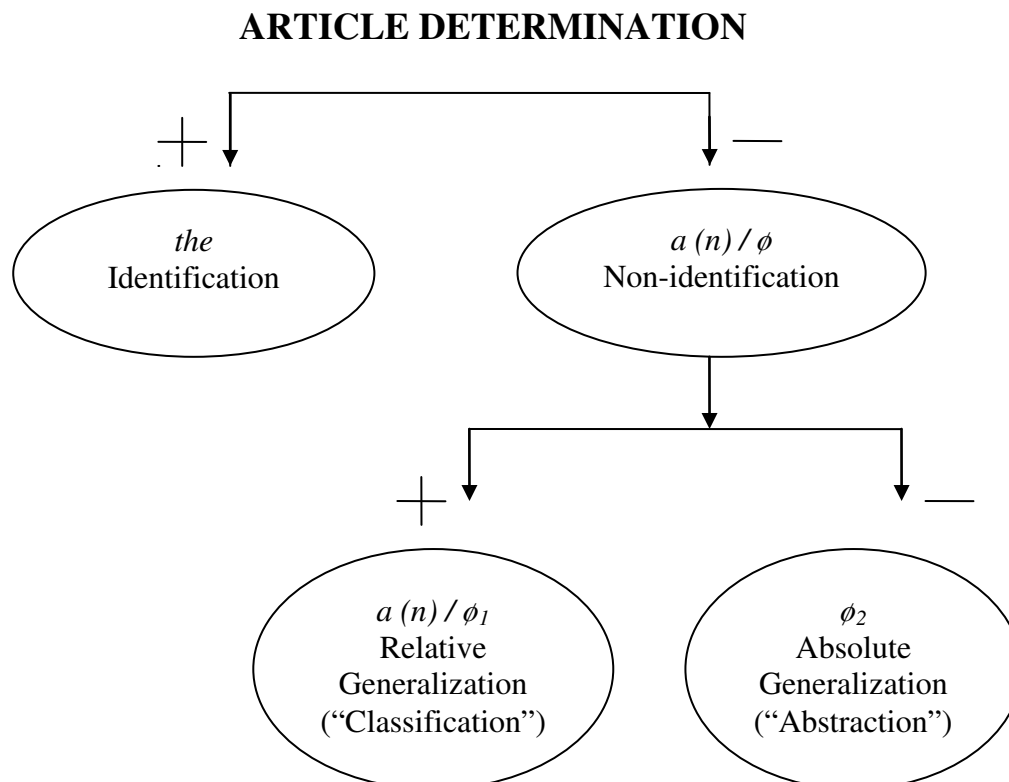 ARTICLE DETERMINATION
+
—
the
Identification
a (n) / ϕ
Non-identification
+
—
a (n) / ϕ1
Relative
Generalization
(“Classification”)
ϕ2
Absolute
Generalization
(“Abstraction”)